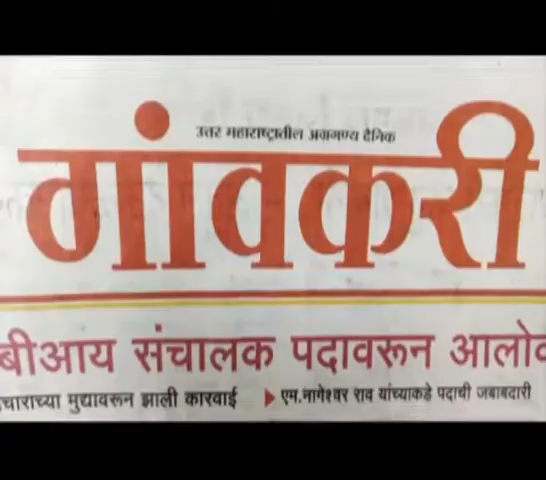 उत्तर महाराष्ट्रातील अग्रगण्य दैनिक
गांवकरी
बीआय संचालक पदावरून आलो
चाराच्या मुद्यावरून झाली कारवाई ▶ एम.नागेश्वर राव यांच्याकडे पदाची जबाबदारी